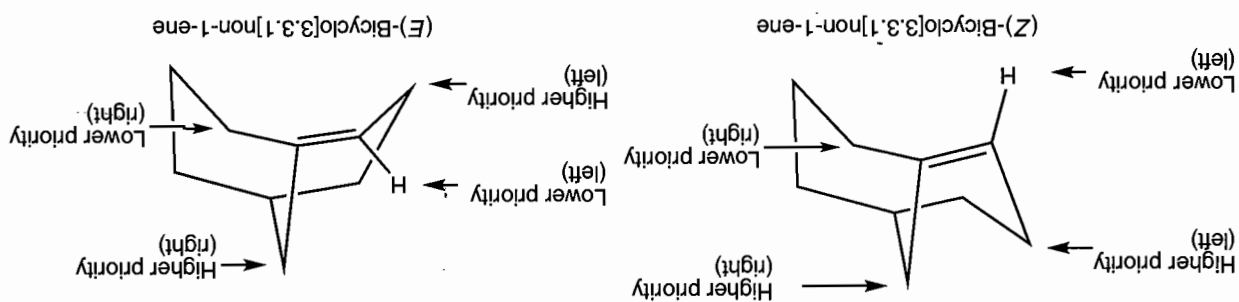 Higher priority
(right)
Higher priority
(left)
Lower priority
(right)
Lower priority
(left)
H
(Z)-Bicyclo[3.3.1]non-1-ene
Higher priority
(right)
Lower priority
(left)
H
Lower priority
(right)
Higher priority
(left)
(E)-Bicyclo[3.3.1]non-1-ene